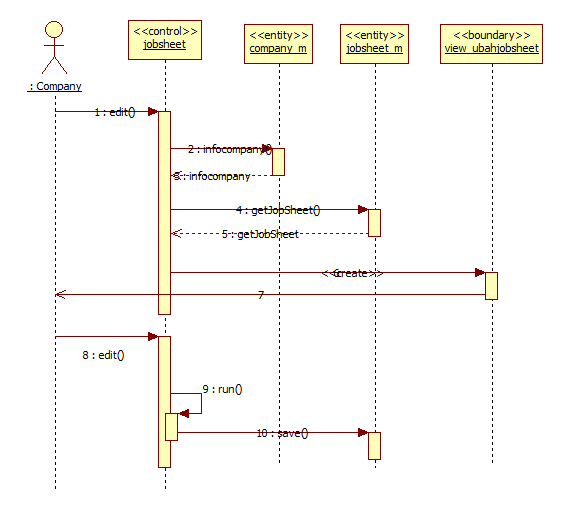 <<control>>
jobsheet
<<entity>>
company_m
<<entity>>
jobsheet_m
<<boundary>>
view_ubahjobsheet
: Company
1 : edit()
2 : infocompany()
3 : infocompany
4 : getJobSheet()
5 : getJobSheet
<<create>>
7
8 : edit()
9 : run()
10 : save()